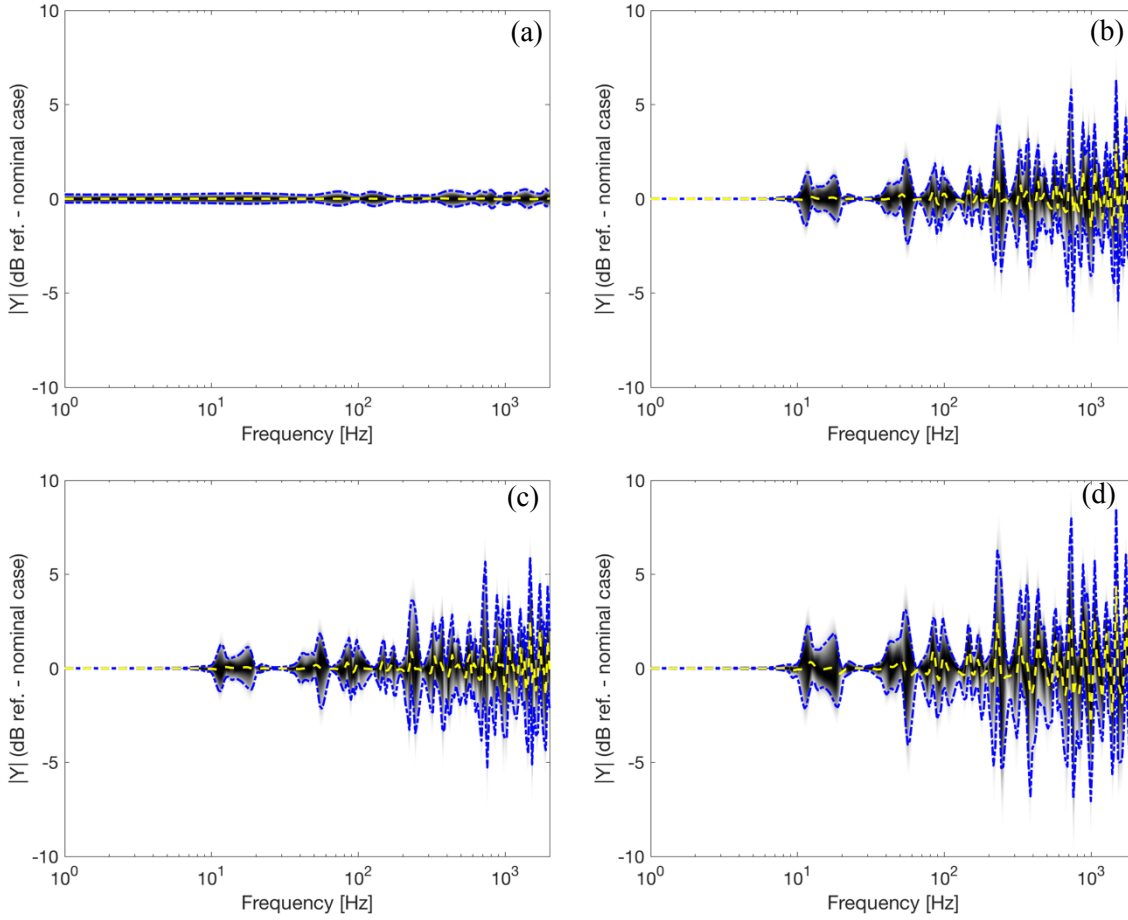 (a)
|Y| (dB ref. - nominal case)
10
5
0
-5
-10
10^0 10^1 10^2 10^3
Frequency [Hz]
(b)
|Y| (dB ref. - nominal case)
10
5
0
-5
-10
10^0 10^1 10^2 10^3
Frequency [Hz]
(c)
|Y| (dB ref. - nominal case)
10
5
0
-5
-10
10^0 10^1 10^2 10^3
Frequency [Hz]
(d)
|Y| (dB ref. - nominal case)
10
5
0
-5
-10
10^0 10^1 10^2 10^3
Frequency [Hz]